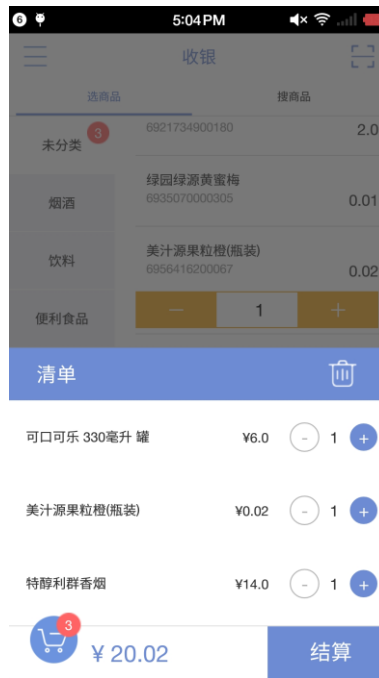 6 5:04 PM
收银
选商品 搜商品
未分类 3
6921734900180 2.0
绿园绿源黄蜜梅
6935070000305 0.01
烟酒
美汁源果粒橙(瓶装)
6956416200067 0.02
饮料
- 1 +
便利食品
清单
可口可乐 330毫升 罐 ¥6.0 - 1 +
美汁源果粒橙(瓶装) ¥0.02 - 1 +
特醇利群香烟 ¥14.0 - 1 +
3
¥ 20.02 结算